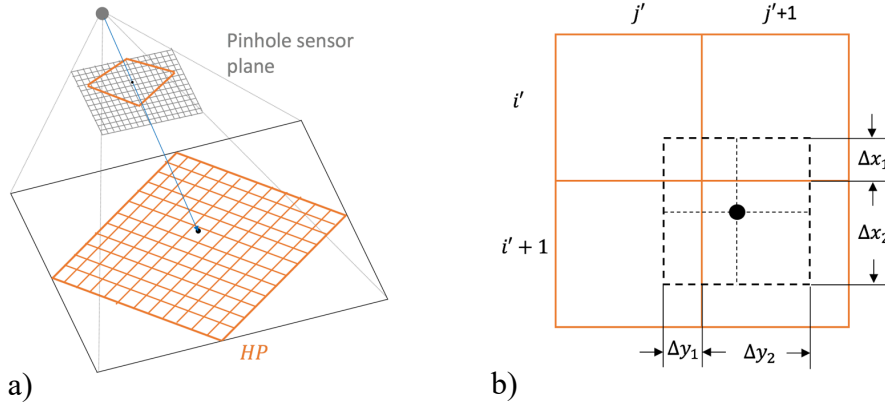 Pinhole sensor
plane
HP
a)
j′
j′+1
i′
i′ + 1
Δx₁
Δx₂
Δy₁
Δy₂
b)